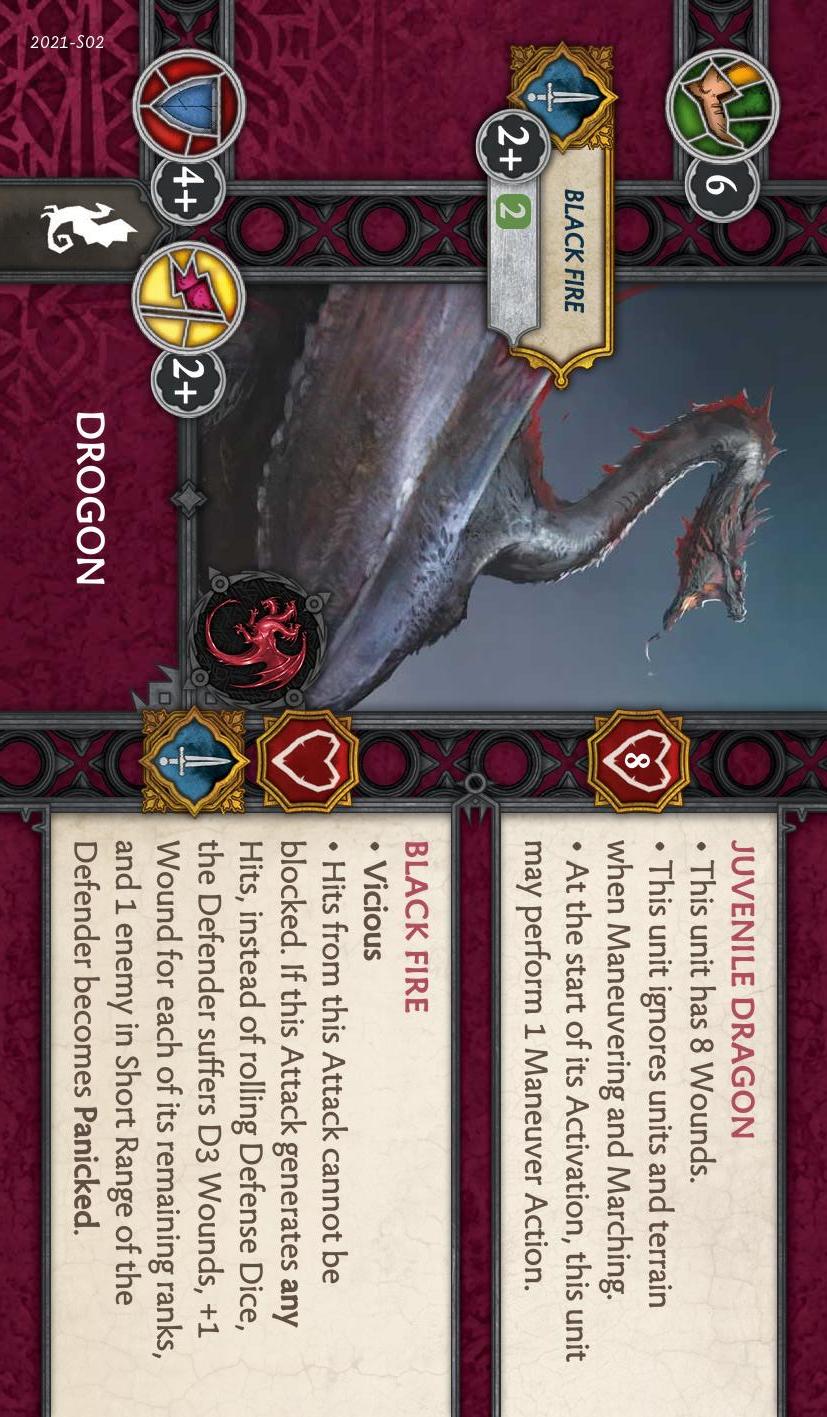 6
BLACK FIRE
2+
2
4+
2+
DROGON
2021-S02
8
JUVENILE DRAGON
• This unit has 8 Wounds.
• This unit ignores units and terrain
when Maneuvering and Marching.
• At the start of its Activation, this unit
may perform 1 Maneuver Action.
BLACK FIRE
• Vicious
• Hits from this Attack cannot be
blocked. If this Attack generates any
Hits, instead of rolling Defense Dice,
the Defender suffers D3 Wounds, +1
Wound for each of its remaining ranks,
and 1 enemy in Short Range of the
Defender becomes Panicked.